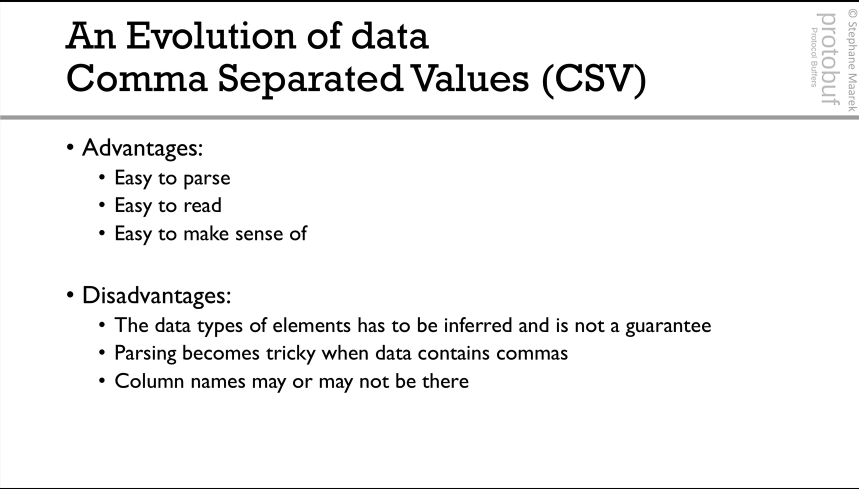 An Evolution of data
Comma Separated Values (CSV)
© Stephane Maarek
protobuf
Protocol Buffers
• Advantages:
• Easy to parse
• Easy to read
• Easy to make sense of
• Disadvantages:
• The data types of elements has to be inferred and is not a guarantee
• Parsing becomes tricky when data contains commas
• Column names may or may not be there